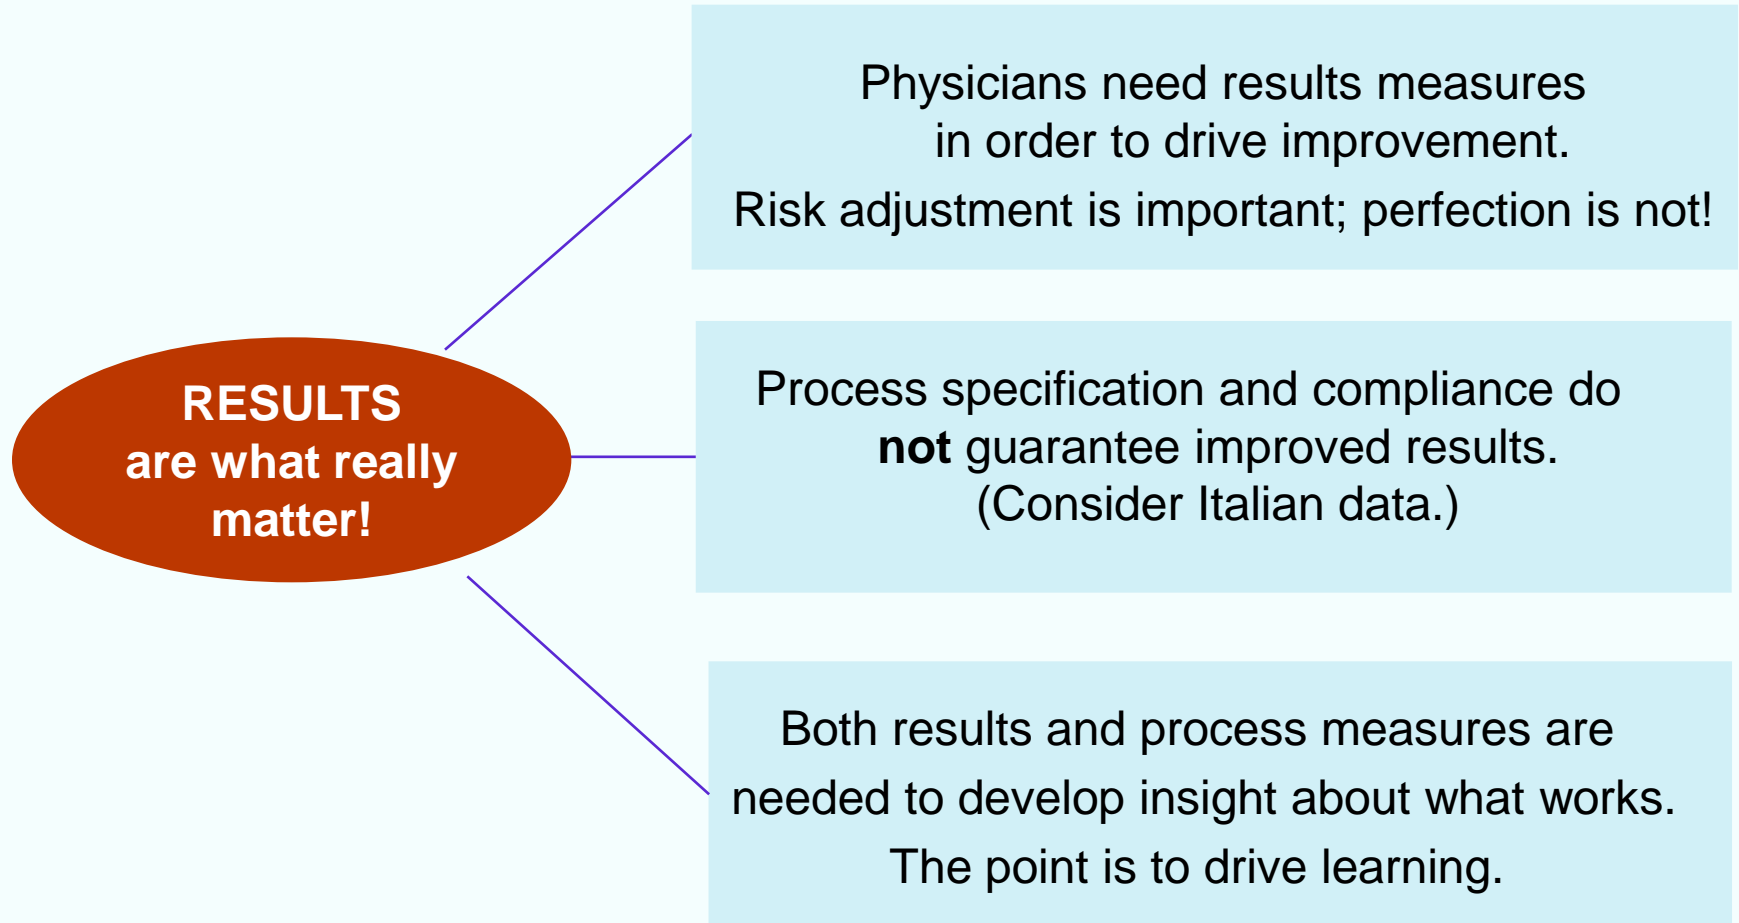 Physicians need results measures
in order to drive improvement.
Risk adjustment is important; perfection is not!
RESULTS
are what really
matter!
Process specification and compliance do
not guarantee improved results.
(Consider Italian data.)
Both results and process measures are
needed to develop insight about what works.
The point is to drive learning.